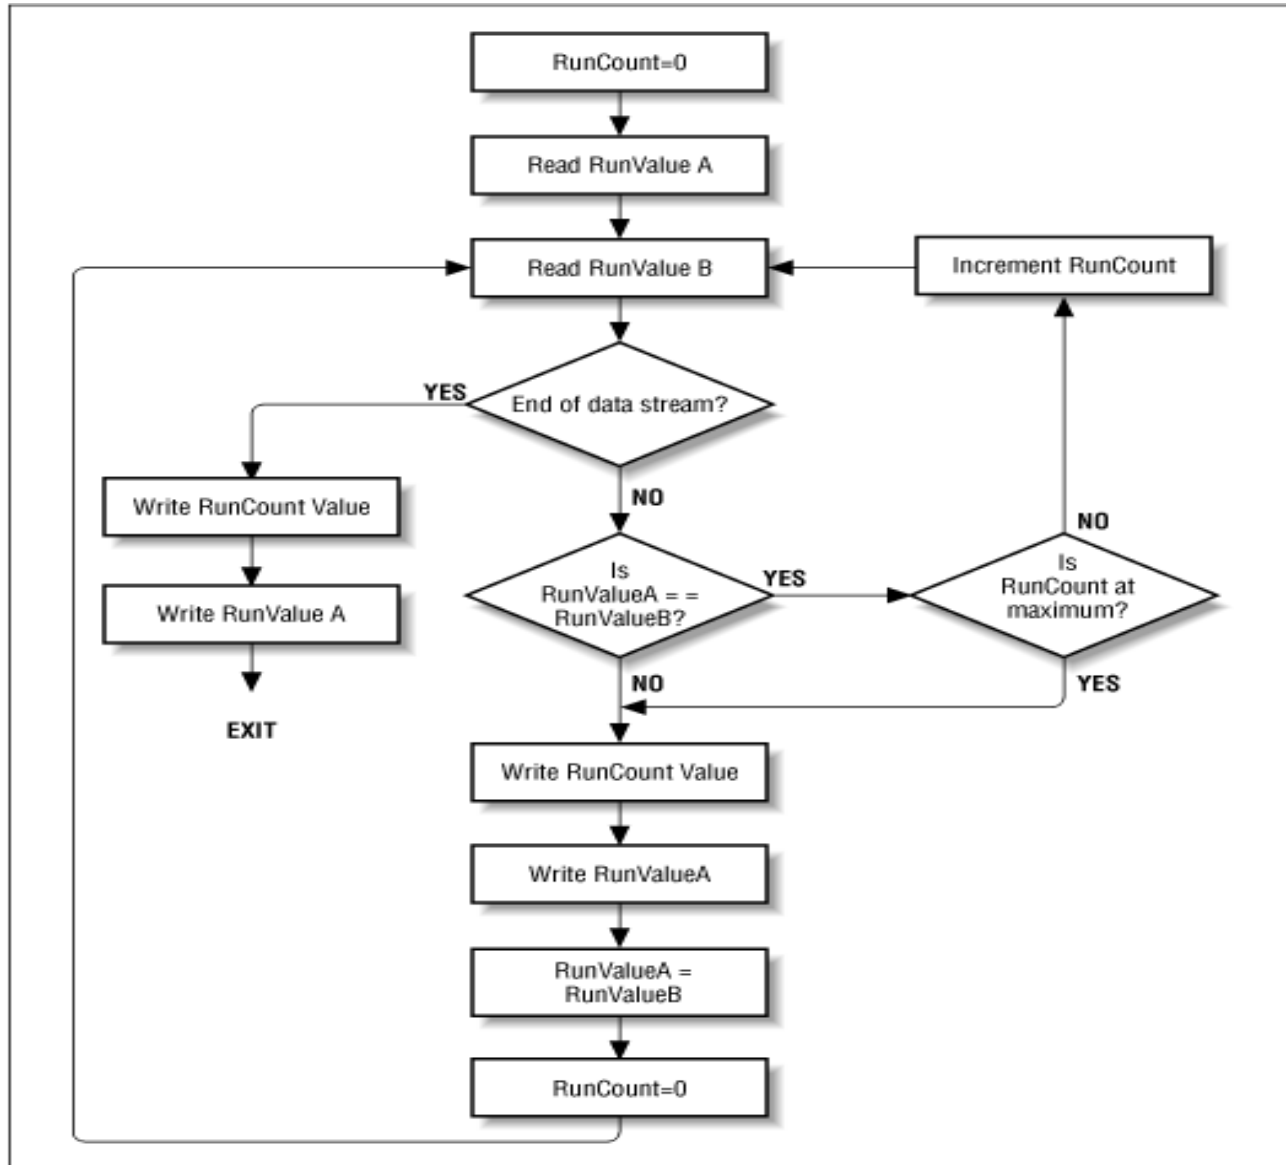 RunCount=0
Read RunValue A
Read RunValue B
Increment RunCount
YES
End of data stream?
Write RunCount Value
NO
NO
Is
RunValueA = =
RunValueB?
YES
Is
RunCount at
maximum?
Write RunValue A
NO
YES
EXIT
Write RunCount Value
Write RunValueA
RunValueA =
RunValueB
RunCount=0